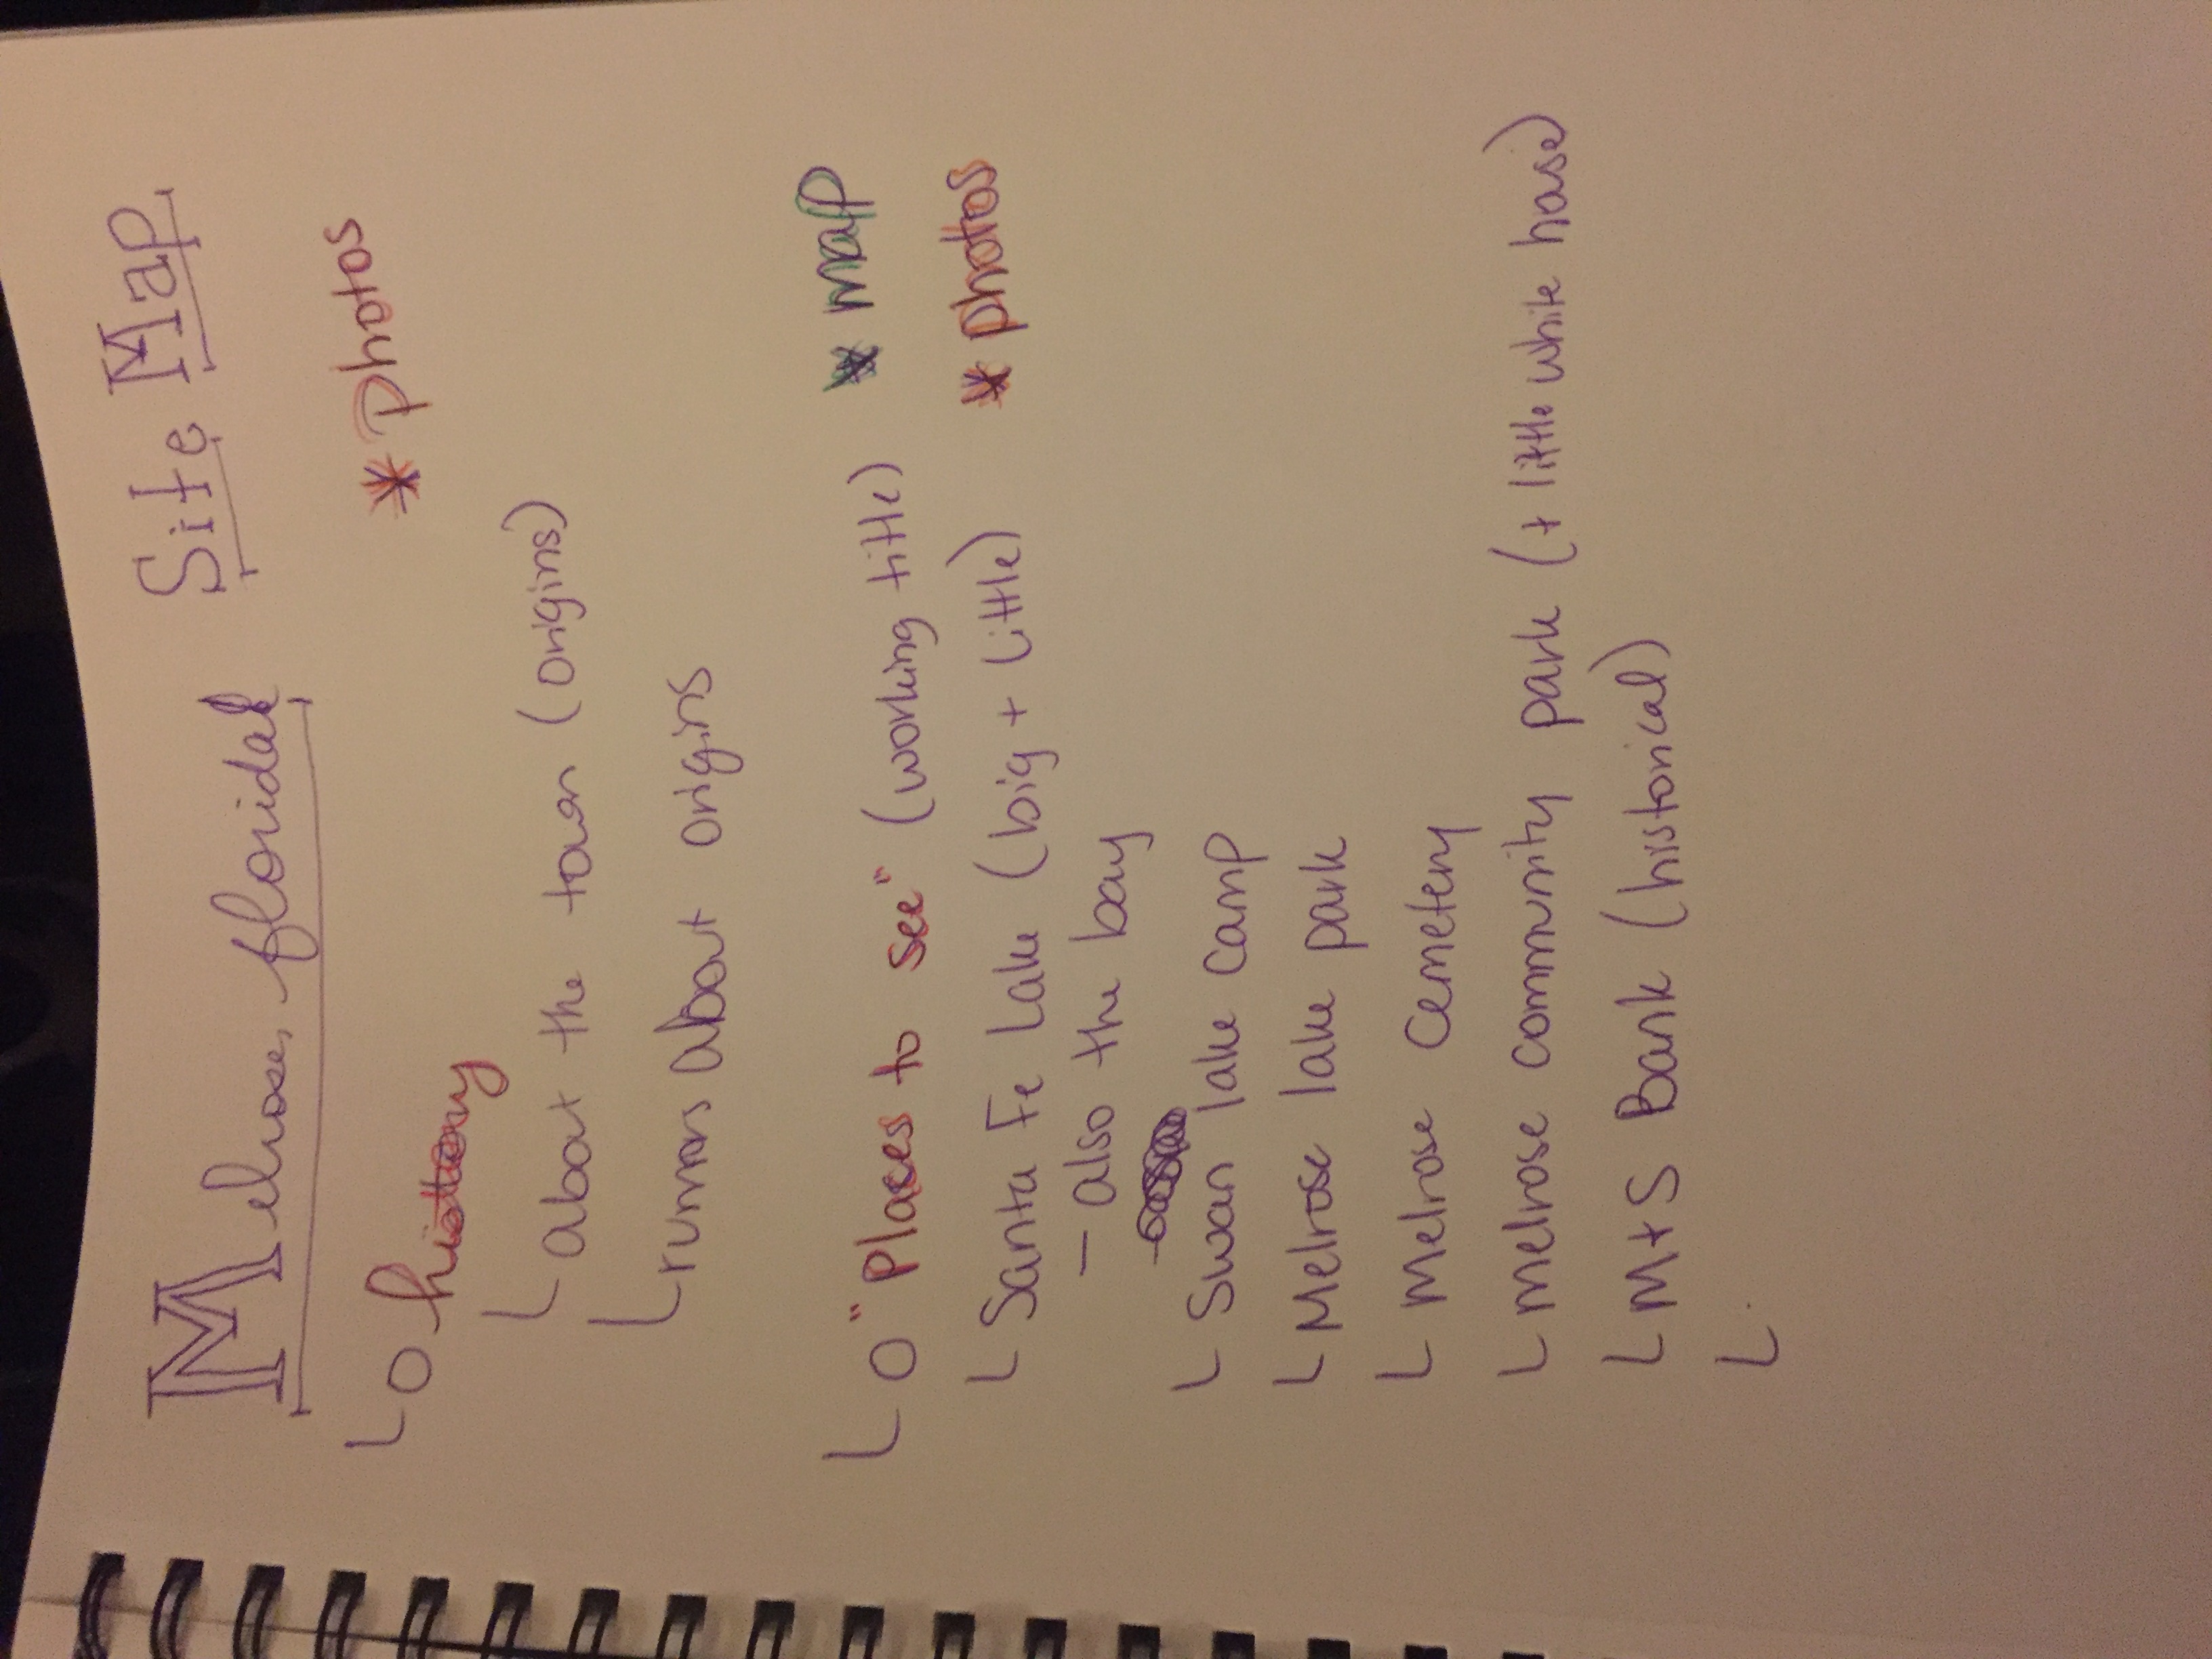 Melrose, florida Site Map
history * photos
about the town (origins)
rumors about origins
"Places to see" (working title) * map
Santa Fe Lake (big + Little) * photos
- also the bay
Swan lake camp
Melrose lake park
Melrose Cemetery
melrose community park (+ little white house)
M+S Bank (historical)